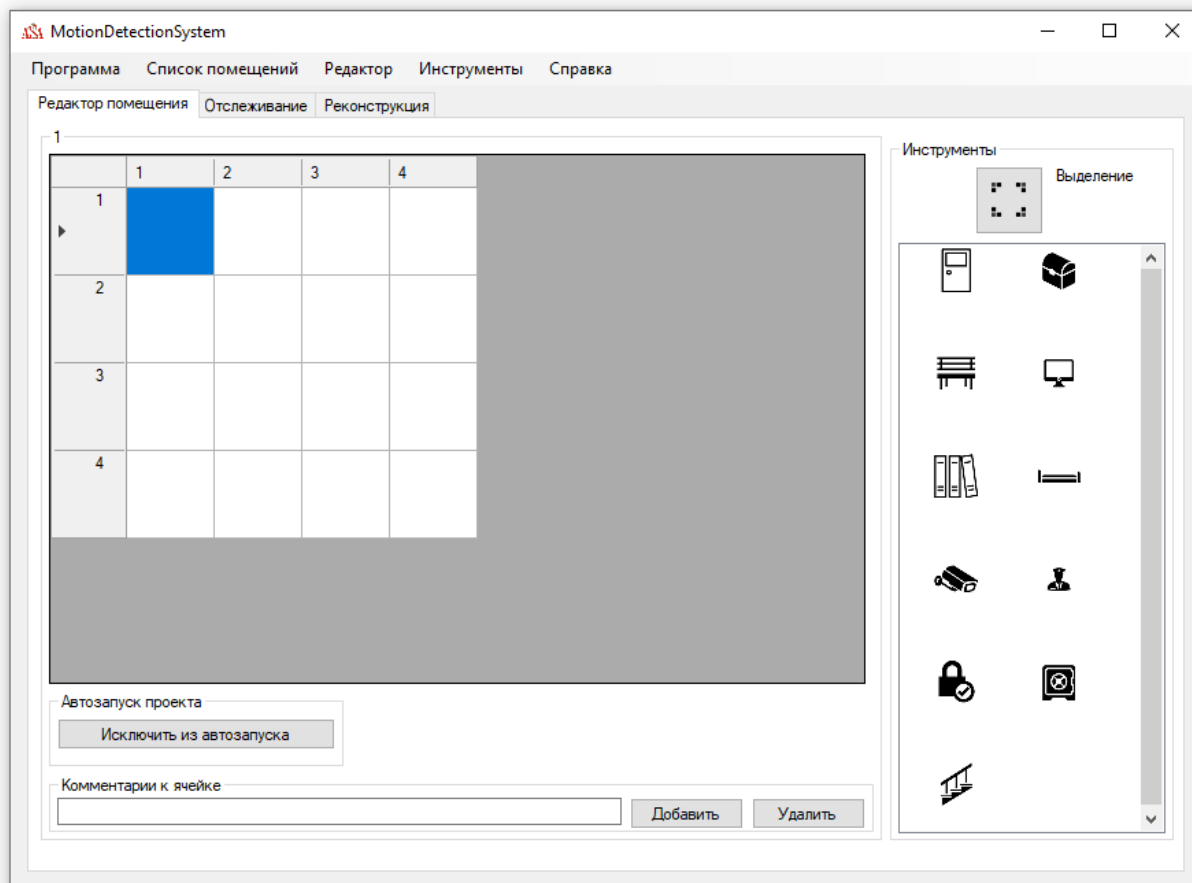 MotionDetectionSystem
Программа Список помещений Редактор Инструменты Справка
Редактор помещения Отслеживание Реконструкция
1
Инструменты
Выделение
1 2 3 4
1
2
3
4
Автозапуск проекта
Исключить из автозапуска
Комментарии к ячейке
Добавить Удалить